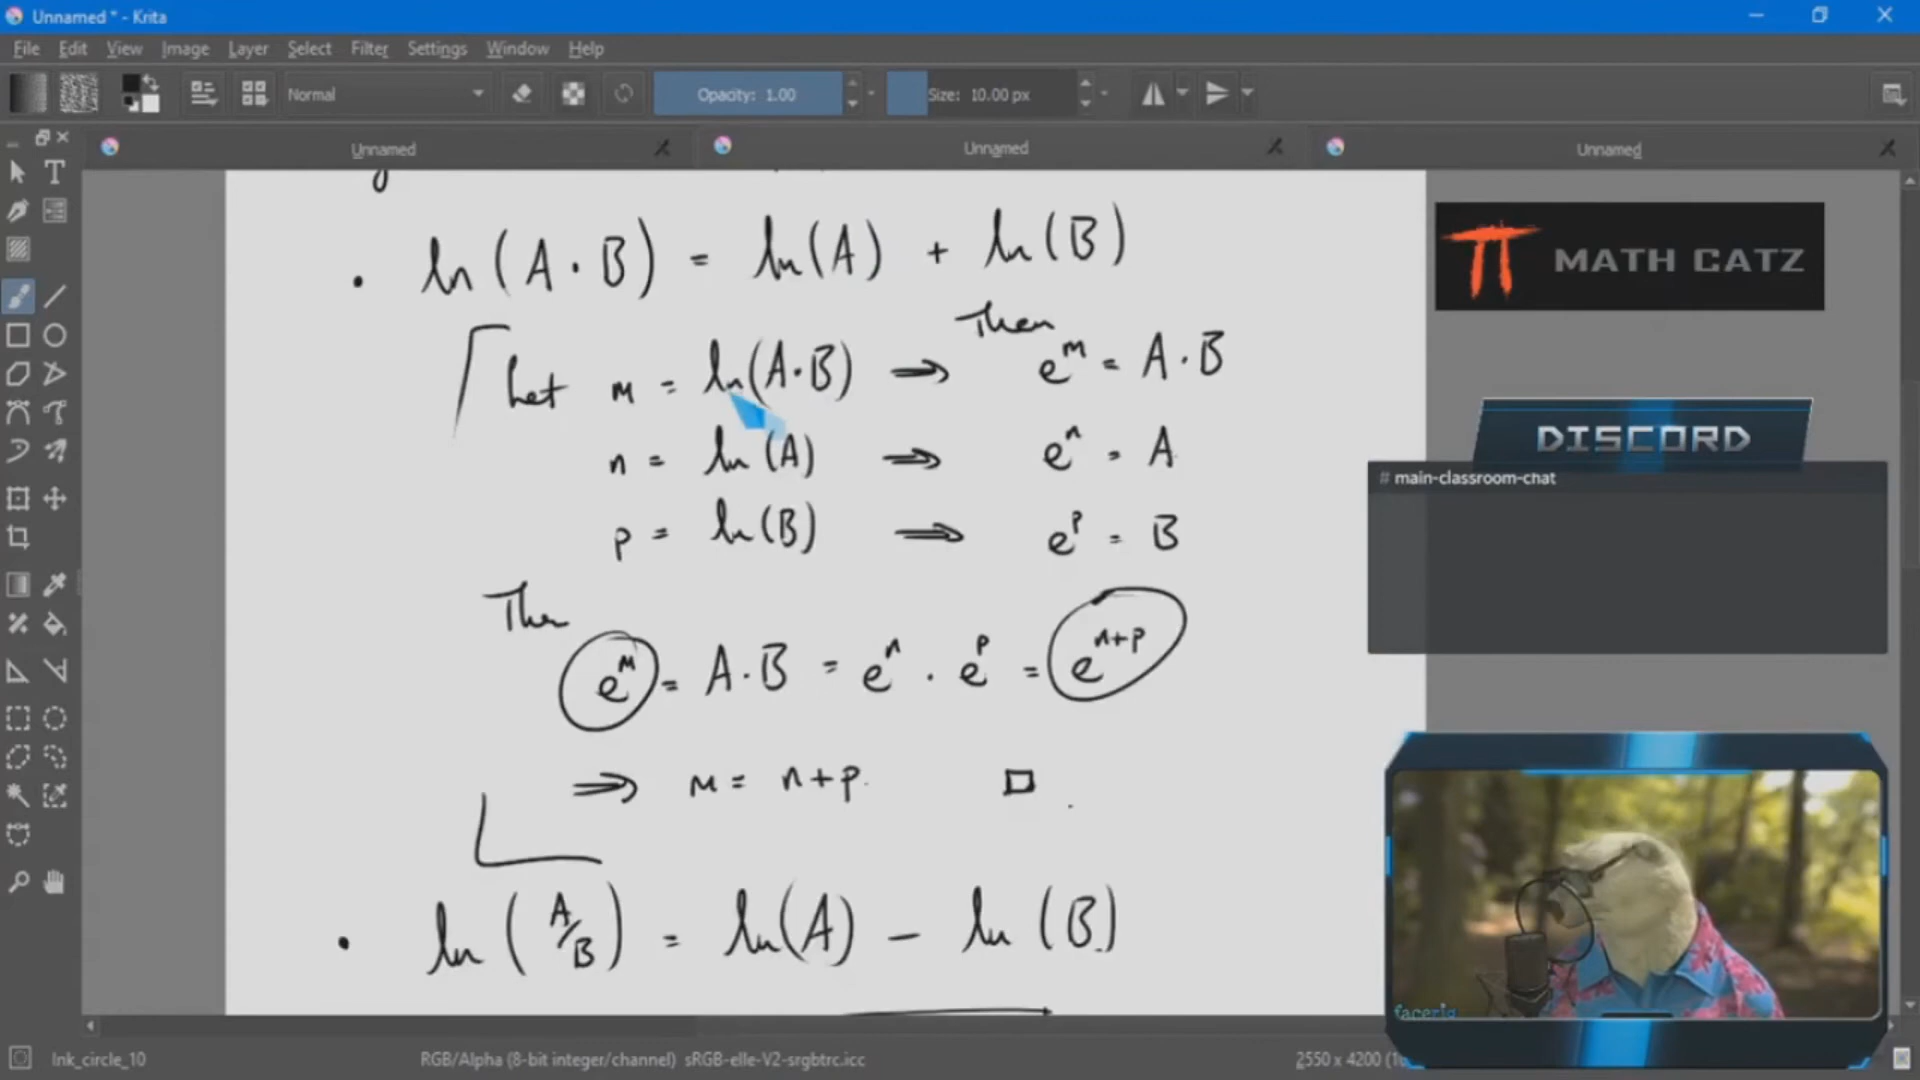 Unnamed * - Krita
File Edit View Image Layer Select Filter Settings Window Help
Normal Opacity: 1.00 Size: 10.00 px
Unnamed Unnamed Unnamed
• ln(A·B) = ln(A) + ln(B)
Then
Let m = ln(A·B) ⇒ e^m = A·B
n = ln(A) ⇒ e^n = A
p = ln(B) ⇒ e^p = B
Then
e^m = A·B = e^n · e^p = e^{n+p}
⇒ m = n+p. □
• ln(A/B) = ln(A) - ln(B)
MATH CATZ
DISCORD
# main-classroom-chat
facerig
Ink_circle_10 RGB/Alpha (8-bit integer/channel) sRGB-elle-V2-srgbtrc.icc 2550 x 4200